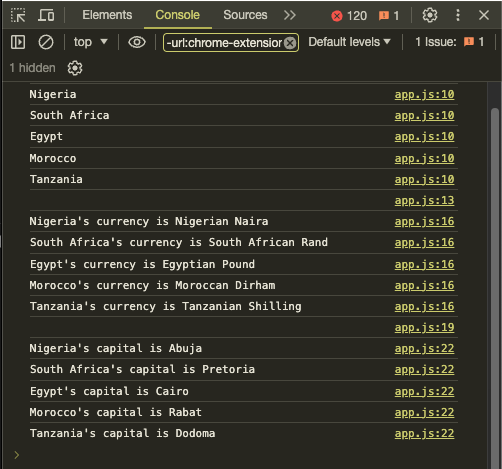 Elements Console Sources 120 1
top -url:chrome-extension Default levels 1 Issue: 1
1 hidden
Nigeria app.js:10
South Africa app.js:10
Egypt app.js:10
Morocco app.js:10
Tanzania app.js:10
app.js:13
Nigeria's currency is Nigerian Naira app.js:16
South Africa's currency is South African Rand app.js:16
Egypt's currency is Egyptian Pound app.js:16
Morocco's currency is Moroccan Dirham app.js:16
Tanzania's currency is Tanzanian Shilling app.js:16
app.js:19
Nigeria's capital is Abuja app.js:22
South Africa's capital is Pretoria app.js:22
Egypt's capital is Cairo app.js:22
Morocco's capital is Rabat app.js:22
Tanzania's capital is Dodoma app.js:22